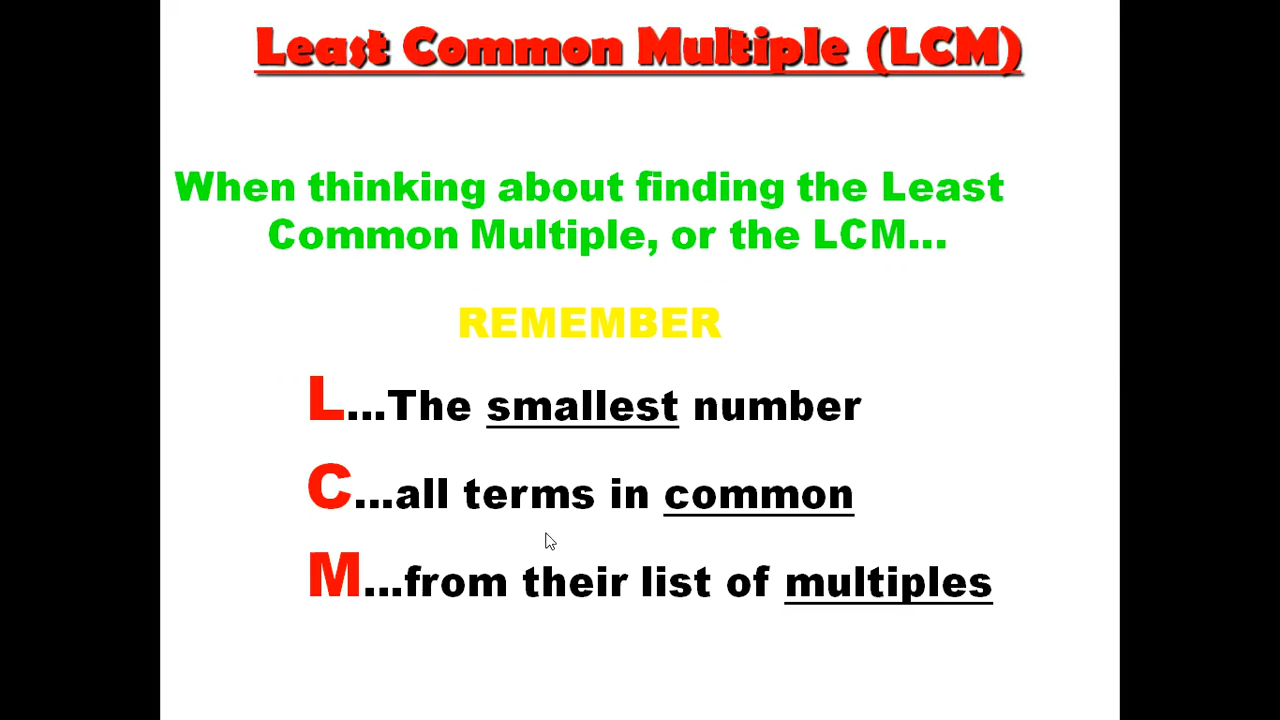 Least Common Multiple (LCM)
When thinking about finding the Least
Common Multiple, or the LCM...
REMEMBER
L...The smallest number
C...all terms in common
M...from their list of multiples